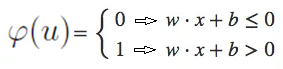 φ(u) = { 0 ⇨ w · x + b ≤ 0
1 ⇨ w · x + b > 0